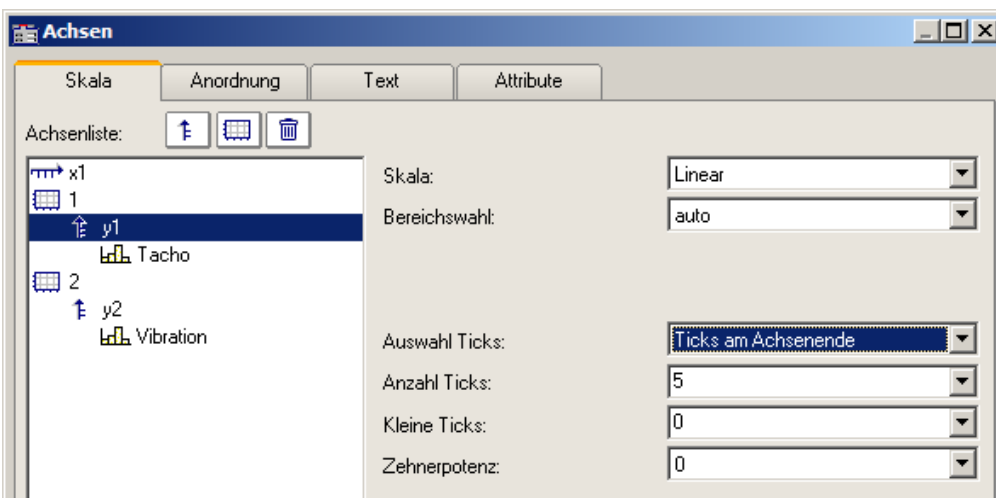 Achsen
Skala Anordnung Text Attribute
Achsenliste:
x1
1
y1
Tacho
2
y2
Vibration
Skala: Linear
Bereichswahl: auto
Auswahl Ticks: Ticks am Achsenende
Anzahl Ticks: 5
Kleine Ticks: 0
Zehnerpotenz: 0